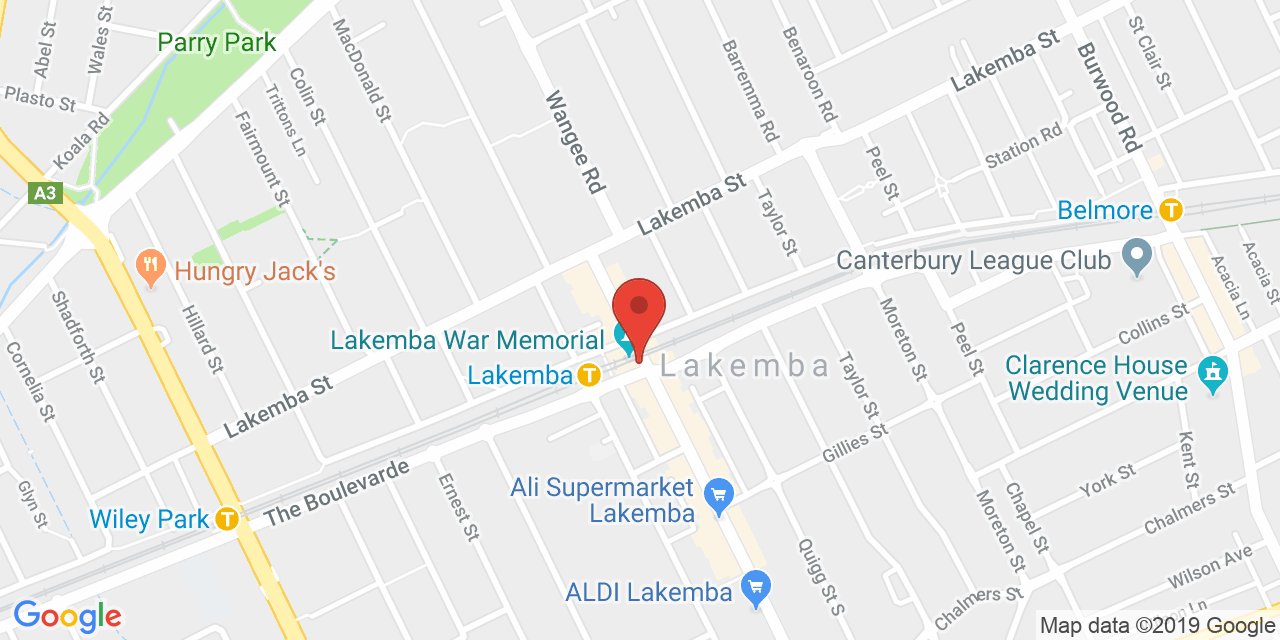 Parry Park
Abel St
Wales St
Plasto St
Koala Rd
A3
Colin St
Trittons Ln
Fairmount St
MacDonald St
Wangee Rd
Barremma Rd
Benaroon Rd
Lakemba St
St Clair St
Burwood Rd
Station Rd
Peel St
Taylor St
Lakemba St
Belmore
T
Canterbury League Club
Acacia St
Acacia Ln
Hungry Jack's
Shadforth St
Hillard St
Cornelia St
Lakemba War Memorial
Lakemba
T
Lakemba
Moreton St
Peel St
Collins St
Clarence House
Wedding Venue
Taylor St
Lakemba St
Gillies St
Kent St
York St
Chapel St
Chalmers St
Moreton St
The Boulevarde
Ernest St
Glyn St
Wiley Park
T
Ali Supermarket
Lakemba
Quigg St S
ALDI Lakemba
Chalmers St
Wilson Ave
Google
Map data ©2019 Google